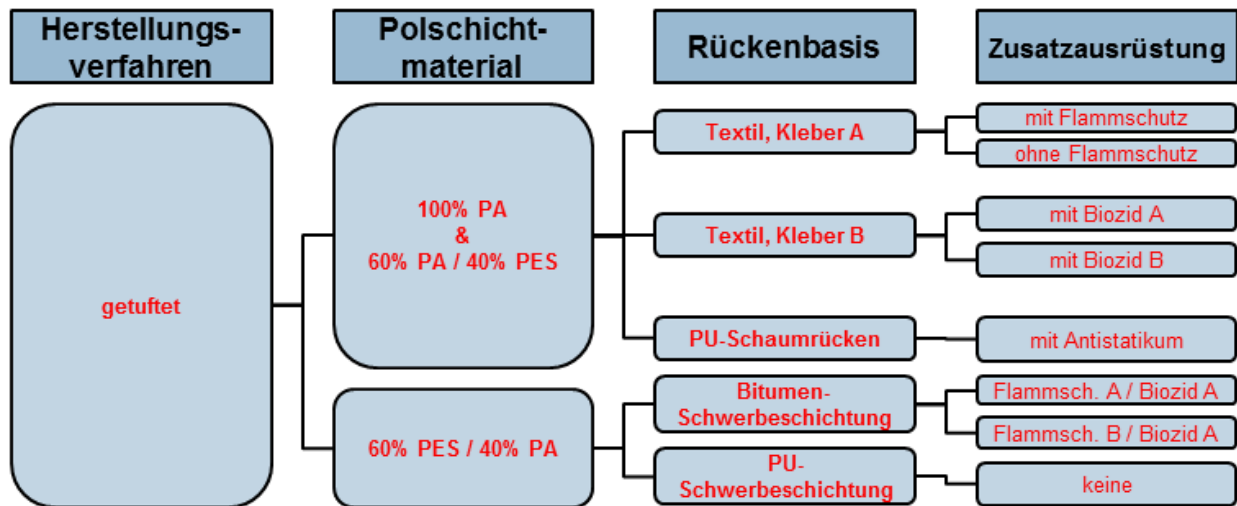 Herstellungs-
verfahren
Polschicht-
material
Rückenbasis
Zusatzausrüstung
getuftet
100% PA
&
60% PA / 40% PES
Textil, Kleber A
mit Flammschutz
ohne Flammschutz
Textil, Kleber B
mit Biozid A
mit Biozid B
PU-Schaumrücken
mit Antistatikum
60% PES / 40% PA
Bitumen-
Schwerbeschichtung
Flammsch. A / Biozid A
Flammsch. B / Biozid A
PU-
Schwerbeschichtung
keine